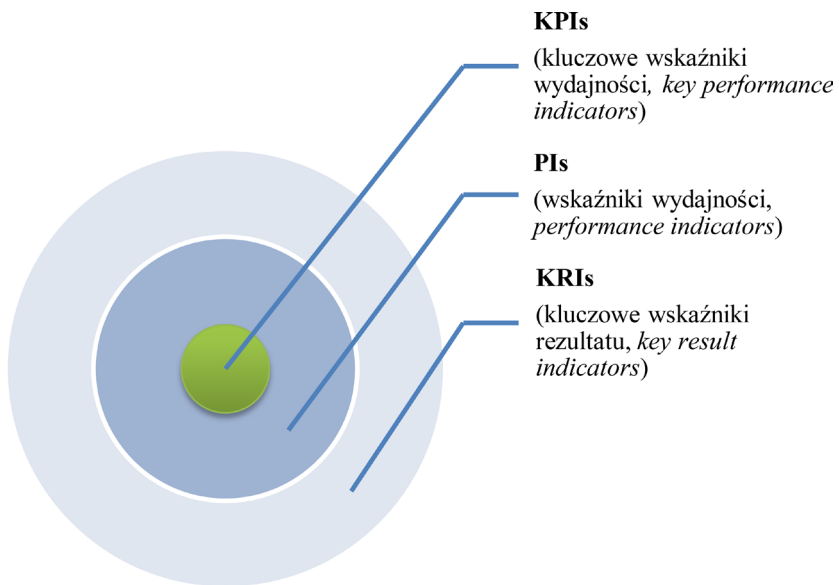 KPIs
(kluczowe wskaźniki
wydajności, key performance
indicators)
PIs
(wskaźniki wydajności,
performance indicators)
KRIs
(kluczowe wskaźniki
rezultatu, key result
indicators)